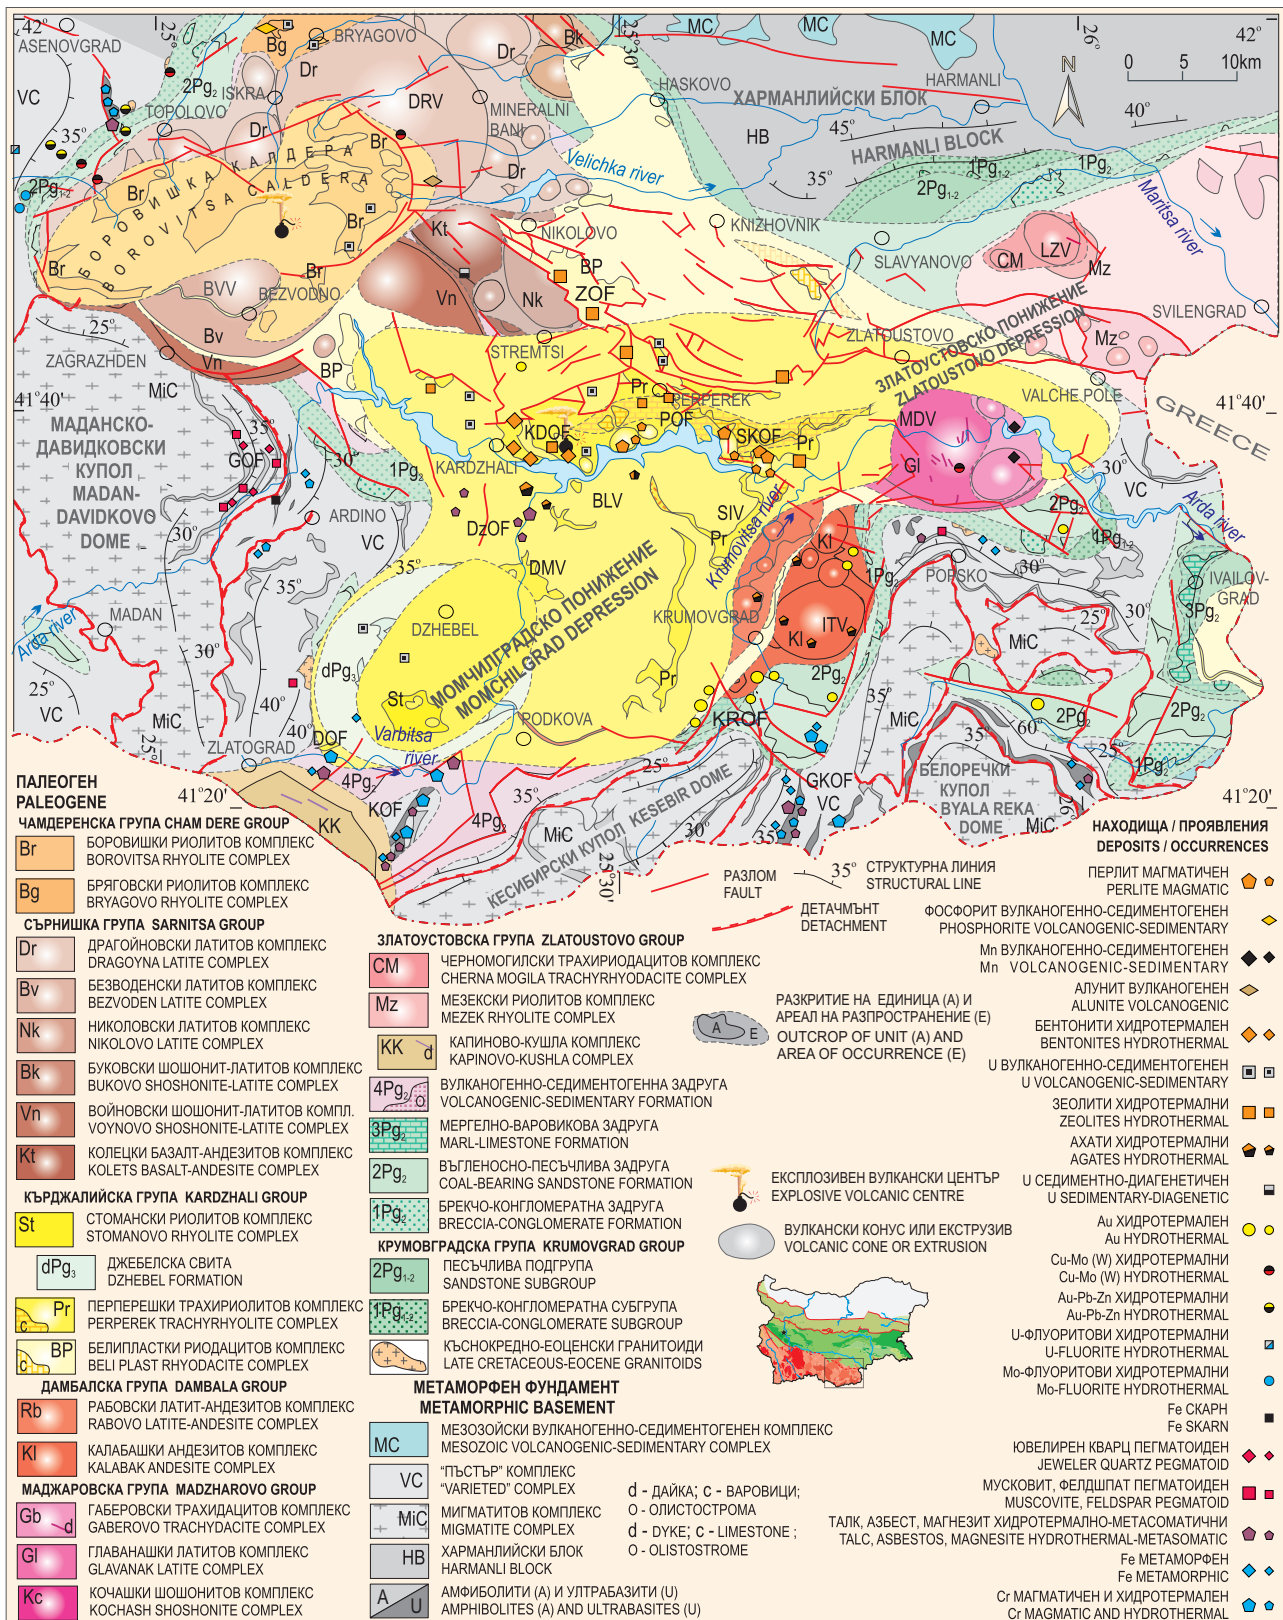 42°
25°
ASENOVGRAD
Bg
BRYAGOVO
Dr
Bk
25°30'
MC
MC
MC
26°
42°
N
0 5 10km
VC
2Pg2
ISKRA
Dr
DRV
HASKOVO
HARMANLI
TOPOLOVO
MINERALNI
BANI
ХАРМАНЛИЙСКИ БЛОК
40°
35°
Dr
Br
Dr
HB
45°
HARMANLI BLOCK
Velichka river
35°
1Pg1-2
1Pg2
2Pg1-2
2Pg1-2
БОРОВИШКА КАЛДЕРА
BOROVITSA CALDERA
Br
Br
Br
Br
Maritsa river
Kt
NIKOLOVO
KNIZHOVNIK
SLAVYANOVO
CM
LZV
Mz
BP
ZOF
BVV
BEZVODNO
Vn
Nk
Bv
Vn
SVILENGRAD
Mz
25°
ZAGRAZHDEN
MiC
BP
STREMTSI
ZLATOUSTOVO
ЗЛАТОУСТОВСКО ПОНИЖЕНИЕ
ZLATOUSTOVO DEPRESSION
41°40'
Pr
PERPEREK
POF
VALCHE POLE
GREECE
41°40'
МАДАНСКО-
ДАВИДКОВСКИ
КУПОЛ
MADAN-
DAVIDKOVO
DOME
35°
GOF
30°
1Pg2
KDOF
KARDZHALI
SKOF
Pr
MDV
Gl
30°
VC
Arda river
BLV
SIV
Pr
ARDINO
VC
DzOF
30°
35°
DMV
Krumovitsa river
Kl
1Pg2
2Pg2
1Pg1-2
POPSKO
30°
IVAILOV-
GRAD
3Pg2
Arda river
MADAN
35°
DZHEBEL
МОМЧИЛГРАДСКО ПОНИЖЕНИЕ
MOMCHILGRAD DEPRESSION
KRUMOVGRAD
Kl
ITV
30°
25°
MiC
30°
25°
VC
dPg3
St
Pr
2Pg2
35°
40°
MiC
40°
PODKOVA
KROF
MiC
60°
35°
2Pg2
2Pg2
25°
1Pg2
ZLATOGRAD
25°
DOF
Varbitsa
river
4Pg2
25°
41°20'
KK
KOF
4Pg2
35°
MiC
КЕСИБИРСКИ КУПОЛ KESEBIR DOME
30°
25°30'
GKOF
VC
35°
БЕЛОРЕЧКИ
КУПОЛ
BYALA REKA
DOME
MiC
26°
41°20'
ПАЛЕОГЕН
PALEOGENE
ЧАМДЕРЕНСКА ГРУПА CHAM DERE GROUP
Br
БОРОВИШКИ РИОЛИТОВ КОМПЛЕКС
BOROVITSA RHYOLITE COMPLEX
Bg
БРЯГОВСКИ РИОЛИТОВ КОМПЛЕКС
BRYAGOVO RHYOLITE COMPLEX
СЪРНИШКА ГРУПА SARNITSA GROUP
Dr
ДРАГОЙНОВСКИ ЛАТИТОВ КОМПЛЕКС
DRAGOYNA LATITE COMPLEX
Bv
БЕЗВОДЕНСКИ ЛАТИТОВ КОМПЛЕКС
BEZVODEN LATITE COMPLEX
Nk
НИКОЛОВСКИ ЛАТИТОВ КОМПЛЕКС
NIKOLOVO LATITE COMPLEX
Bk
БУКОВСКИ ШОШОНИТ-ЛАТИТОВ КОМПЛЕКС
BUKOVO SHOSHONITE-LATITE COMPLEX
Vn
ВОЙНОВСКИ ШОШОНИТ-ЛАТИТОВ КОМПЛ.
VOYNOVO SHOSHONITE-LATITE COMPLEX
Kt
КОЛЕЦКИ БАЗАЛТ-АНДЕЗИТОВ КОМПЛЕКС
KOLETS BASALT-ANDESITE COMPLEX
КЪРДЖАЛИЙСКА ГРУПА KARDZHALI GROUP
St
СТОМАНСКИ РИОЛИТОВ КОМПЛЕКС
STOMANOVO RHYOLITE COMPLEX
dPg3
ДЖЕБЕЛСКА СВИТА
DZHEBEL FORMATION
Pr
c
ПЕРПЕРЕШКИ ТРАХИРИОЛИТОВ КОМПЛЕКС
PERPEREK TRACHYRHYOLITE COMPLEX
BP
c
БЕЛИПЛАСТКИ РИОДАЦИТОВ КОМПЛЕКС
BELI PLAST RHYODACITE COMPLEX
ДАМБАЛСКА ГРУПА DAMBALA GROUP
Rb
РАБОВСКИ ЛАТИТ-АНДЕЗИТОВ КОМПЛЕКС
RABOVO LATITE-ANDESITE COMPLEX
Kl
КАЛАБАШКИ АНДЕЗИТОВ КОМПЛЕКС
KALABAK ANDESITE COMPLEX
МАДЖАРОВСКА ГРУПА MADZHAROVO GROUP
Gb
d
ГАБЕРОВСКИ ТРАХИДАЦИТОВ КОМПЛЕКС
GABEROVO TRACHYDACITE COMPLEX
Gl
ГЛАВАНАШКИ ЛАТИТОВ КОМПЛЕКС
GLAVANAK LATITE COMPLEX
Kc
КОЧАШКИ ШОШОНИТОВ КОМПЛЕКС
KOCHASH SHOSHONITE COMPLEX
РАЗЛОМ
FAULT
35°
СТРУКТУРНА ЛИНИЯ
STRUCTURAL LINE
ДЕТАЧМЪНТ
DETACHMENT
ЗЛАТОУСТОВСКА ГРУПА ZLATOUSTOVO GROUP
CM
ЧЕРНОМОГИЛСКИ ТРАХИРИОДАЦИТОВ КОМПЛЕКС
CHERNA MOGILA TRACHYRHYODACITE COMPLEX
Mz
МЕЗЕКСКИ РИОЛИТОВ КОМПЛЕКС
MEZEK RHYOLITE COMPLEX
KK d
КАПИНОВО-КУШЛА КОМПЛЕКС
KAPINOVO-KUSHLA COMPLEX
4Pg2
o
ВУЛКАНОГЕННО-СЕДИМЕНТОГЕННА ЗАДРУГА
VOLCANOGENIC-SEDIMENTARY FORMATION
3Pg2
МЕРГЕЛНО-ВАРОВИКОВА ЗАДРУГА
MARL-LIMESTONE FORMATION
2Pg2
ВЪГЛЕНОСНО-ПЕСЪЧЛИВА ЗАДРУГА
COAL-BEARING SANDSTONE FORMATION
1Pg2
БРЕКЧО-КОНГЛОМЕРАТНА ЗАДРУГА
BRECCIA-CONGLOMERATE FORMATION
КРУМОВГРАДСКА ГРУПА KRUMOVGRAD GROUP
2Pg1-2
ПЕСЪЧЛИВА ПОДГРУПА
SANDSTONE SUBGROUP
1Pg1-2
БРЕКЧО-КОНГЛОМЕРАТНА СУБГРУПА
BRECCIA-CONGLOMERATE SUBGROUP
КЪСНОКРЕДНО-ЕОЦЕНСКИ ГРАНИТОИДИ
LATE CRETACEOUS-EOCENE GRANITOIDS
МЕТАМОРФЕН ФУНДАМЕНТ
METAMORPHIC BASEMENT
MC
МЕЗОЗОЙСКИ ВУЛКАНОГЕННО-СЕДИМЕНТОГЕНЕН КОМПЛЕКС
MESOZOIC VOLCANOGENIC-SEDIMENTARY COMPLEX
VC
"ПЪСТЪР" КОМПЛЕКС
"VARIETED" COMPLEX
MiC
МИГМАТИТОВ КОМПЛЕКС
MIGMATITE COMPLEX
HB
ХАРМАНЛИЙСКИ БЛОК
HARMANLI BLOCK
A U
АМФИБОЛИТИ (А) И УЛТРАБАЗИТИ (U)
AMPHIBOLITES (A) AND ULTRABASITES (U)
A E
РАЗКРИТИЕ НА ЕДИНИЦА (А) И
АРЕАЛ НА РАЗПРОСТРАНЕНИЕ (Е)
OUTCROP OF UNIT (A) AND
AREA OF OCCURRENCE (E)
ЕКСПЛОЗИВЕН ВУЛКАНСКИ ЦЕНТЪР
EXPLOSIVE VOLCANIC CENTRE
ВУЛКАНСКИ КОНУС ИЛИ ЕКСТРУЗИВ
VOLCANIC CONE OR EXTRUSION
d - ДАЙКА; c - ВАРОВИЦИ;
o - ОЛИСТОСТРОМА
d - DYKE; c - LIMESTONE ;
O - OLISTOSTROME
НАХОДИЩА / ПРОЯВЛЕНИЯ
DEPOSITS / OCCURRENCES
ПЕРЛИТ МАГМАТИЧЕН
PERLITE MAGMATIC
ФОСФОРИТ ВУЛКАНОГЕННО-СЕДИМЕНТОГЕНЕН
PHOSPHORITE VOLCANOGENIC-SEDIMENTARY
Mn ВУЛКАНОГЕННО-СЕДИМЕНТОГЕНЕН
Mn VOLCANOGENIC-SEDIMENTARY
АЛУНИТ ВУЛКАНОГЕНЕН
ALUNITE VOLCANOGENIC
БЕНТОНИТИ ХИДРОТЕРМАЛЕН
BENTONITES HYDROTHERMAL
U ВУЛКАНОГЕННО-СЕДИМЕНТОГЕНЕН
U VOLCANOGENIC-SEDIMENTARY
ЗЕОЛИТИ ХИДРОТЕРМАЛНИ
ZEOLITES HYDROTHERMAL
АХАТИ ХИДРОТЕРМАЛНИ
AGATES HYDROTHERMAL
U СЕДИМЕНТНО-ДИАГЕНЕТИЧЕН
U SEDIMENTARY-DIAGENETIC
Au ХИДРОТЕРМАЛЕН
Au HYDROTHERMAL
Cu-Mo (W) ХИДРОТЕРМАЛНИ
Cu-Mo (W) HYDROTHERMAL
Au-Pb-Zn ХИДРОТЕРМАЛНИ
Au-Pb-Zn HYDROTHERMAL
U-ФЛУОРИТОВИ ХИДРОТЕРМАЛНИ
U-FLUORITE HYDROTHERMAL
Mo-ФЛУОРИТОВИ ХИДРОТЕРМАЛНИ
Mo-FLUORITE HYDROTHERMAL
Fe СКАРН
Fe SKARN
ЮВЕЛИРЕН КВАРЦ ПЕГМАТОИДЕН
JEWELER QUARTZ PEGMATOID
МУСКОВИТ, ФЕЛДШПАТ ПЕГМАТОИДЕН
MUSCOVITE, FELDSPAR PEGMATOID
ТАЛК, АЗБЕСТ, МАГНЕЗИТ ХИДРОТЕРМАЛНО-МЕТАСОМАТИЧНИ
TALC, ASBESTOS, MAGNESITE HYDROTHERMAL-METASOMATIC
Fe МЕТАМОРФЕН
Fe METAMORPHIC
Cr МАГМАТИЧЕН И ХИДРОТЕРМАЛЕН
Cr MAGMATIC AND HYDROTHERMAL